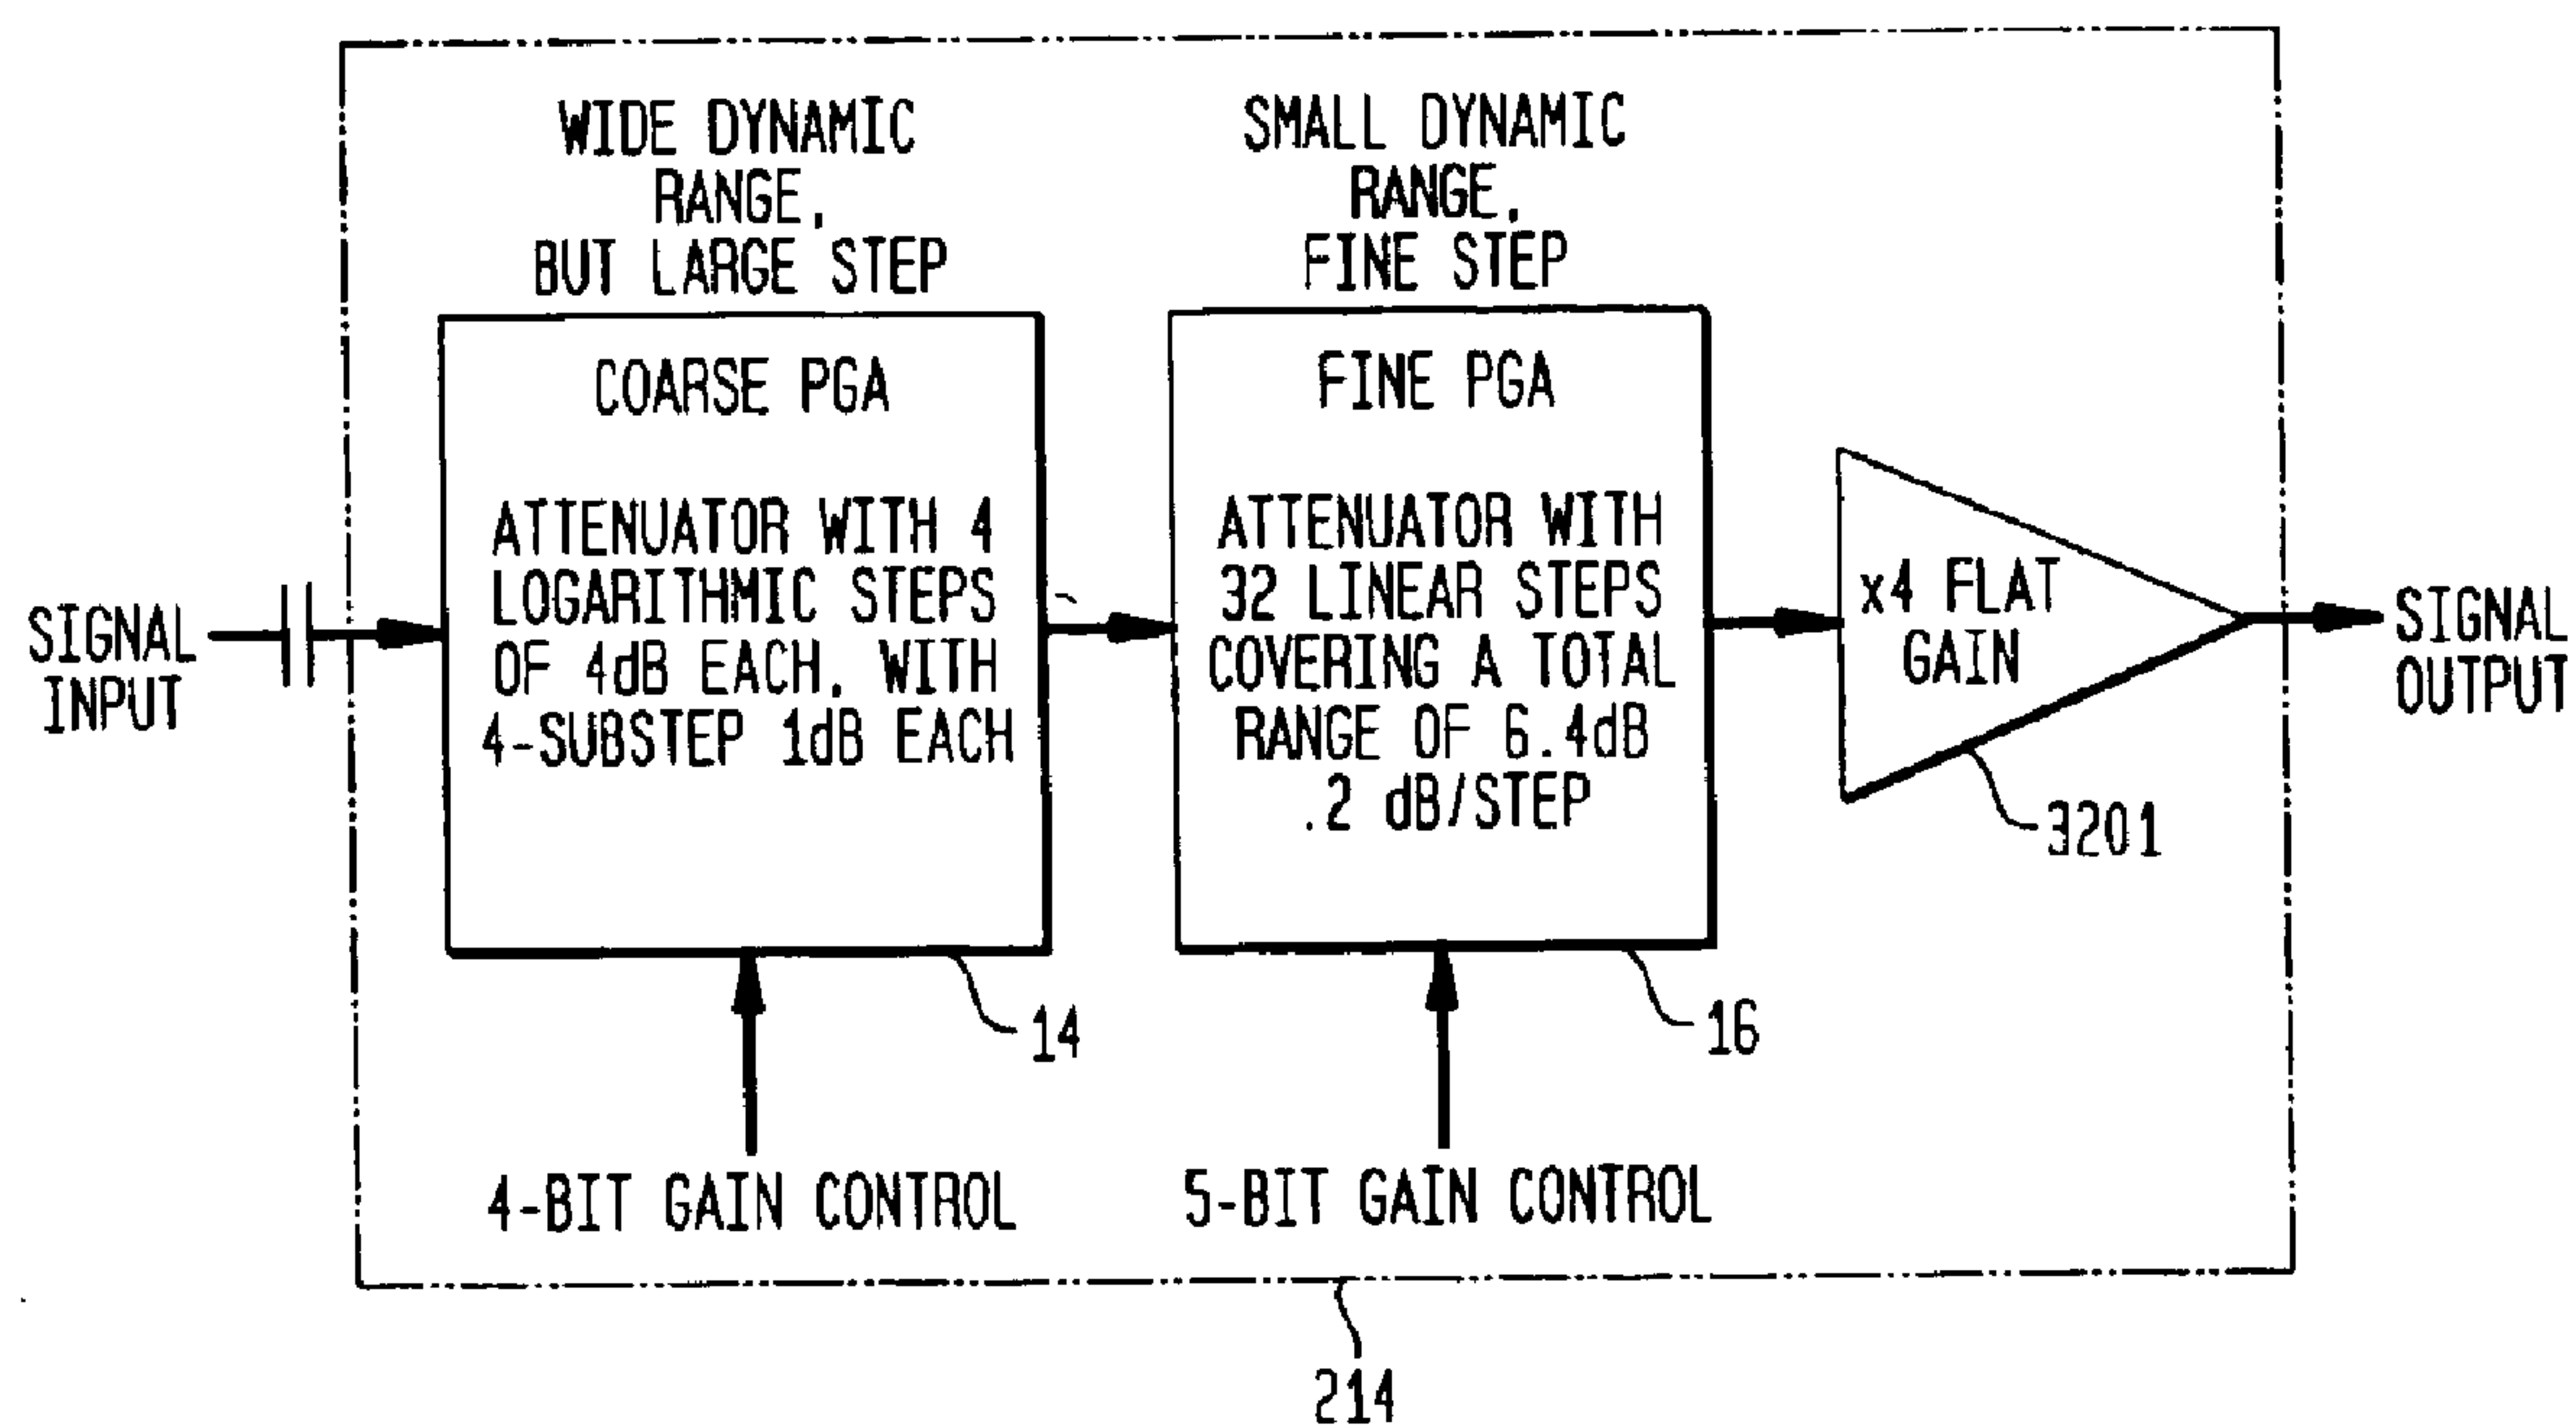 WIDE DYNAMIC
RANGE,
BUT LARGE STEP
SMALL DYNAMIC
RANGE,
FINE STEP
COARSE PGA
ATTENUATOR WITH 4
LOGARITHMIC STEPS
OF 4dB EACH, WITH
4-SUBSTEP 1dB EACH
FINE PGA
ATTENUATOR WITH
32 LINEAR STEPS
COVERING A TOTAL
RANGE OF 6.4dB
.2 dB/STEP
x4 FLAT
GAIN
SIGNAL
INPUT
SIGNAL
OUTPUT
3201
14
16
4-BIT GAIN CONTROL
5-BIT GAIN CONTROL
214